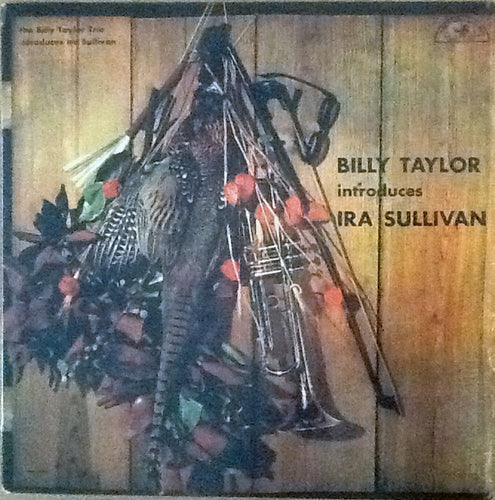 the Billy Taylor Trio
introduces Ira Sullivan
BILLY TAYLOR
introduces
IRA SULLIVAN